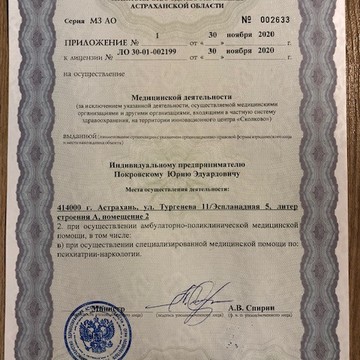 АСТРАХАНСКОЙ ОБЛАСТИ
Серия МЗ АО № 002633
ПРИЛОЖЕНИЕ № 1 от « 30 ноября 2020 г.
к лицензии № ЛО 30-01-002199 от « 30 ноября 2020 г.
на осуществление
Медицинской деятельности
(за исключением указанной деятельности, осуществляемой медицинскими
организациями и другими организациями, входящими в частную систему
здравоохранения, на территории инновационного центра «Сколково»)
выданной
Индивидуальному предпринимателю
Покровскому Юрию Эдуардовичу
Места осуществления деятельности:
414000 г. Астрахань, ул. Тургенева 11/Эспланадная 5, литер
строения А, помещение 2
2. при осуществлении амбулаторно-поликлинической медицинской
помощи, в том числе:
в) при осуществлении специализированной медицинской помощи по:
психиатрии-наркологии.
Министр А.В. Спирин